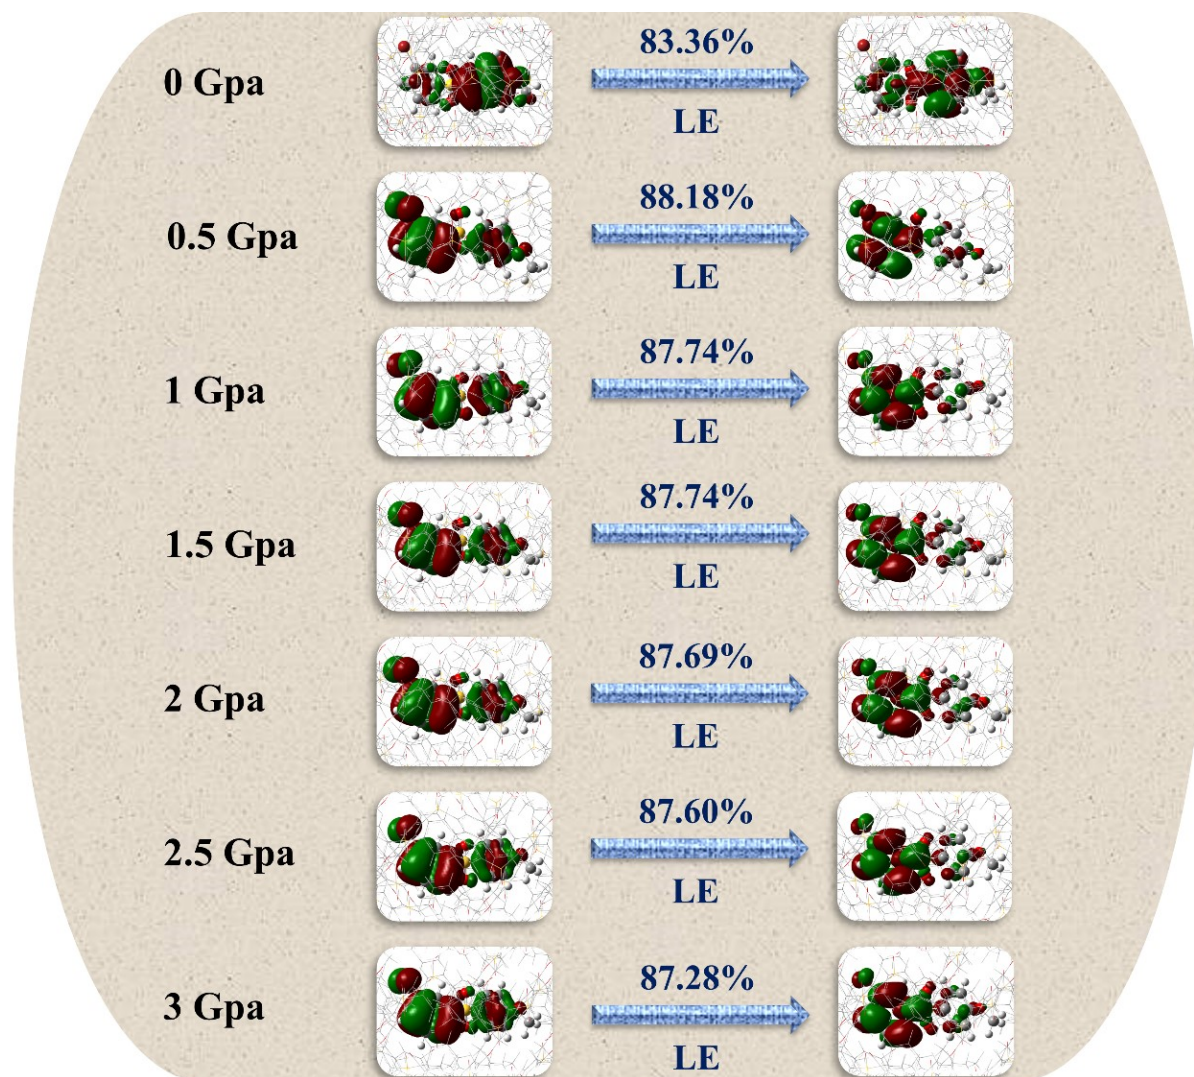 0 Gpa
83.36%
LE
0.5 Gpa
88.18%
LE
1 Gpa
87.74%
LE
1.5 Gpa
87.74%
LE
2 Gpa
87.69%
LE
2.5 Gpa
87.60%
LE
3 Gpa
87.28%
LE